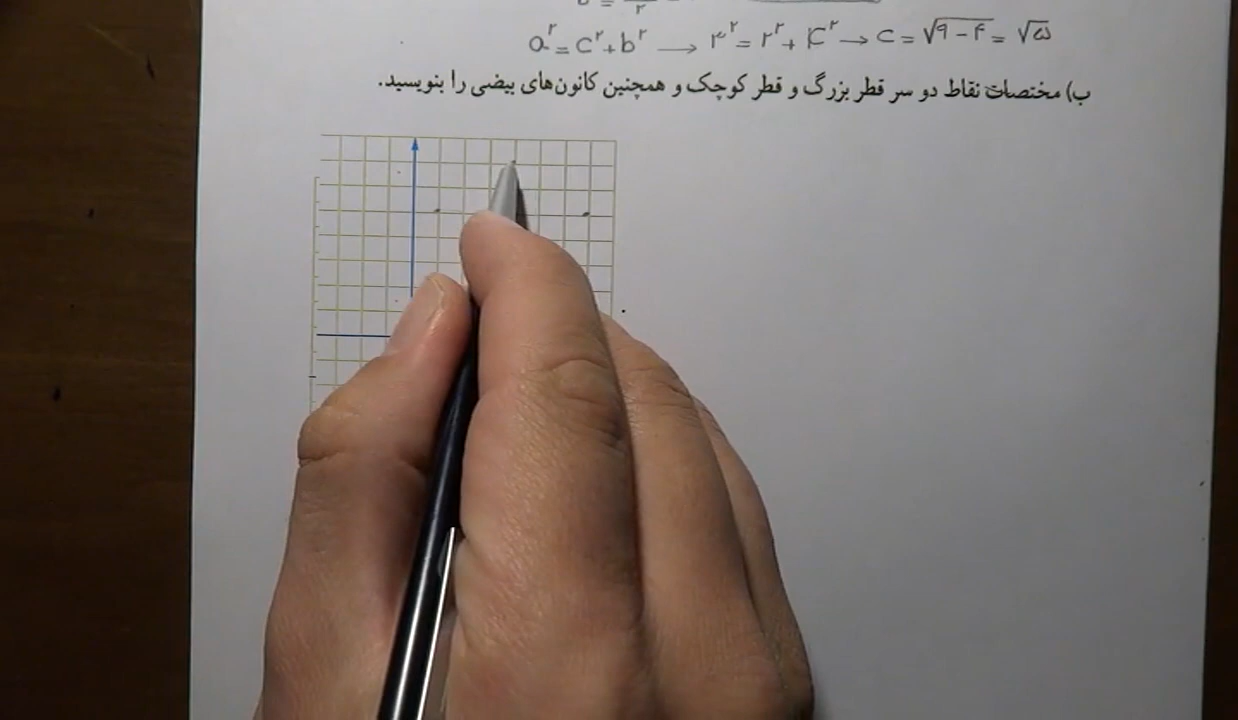 a² = c² + b² → ۳² = ۲² + c² → c = √۹ - ۴ = √۵
ب) مختصات نقاط دو سر قطر بزرگ و قطر کوچک و همچنین کانون‌های بیضی را بنویسید.